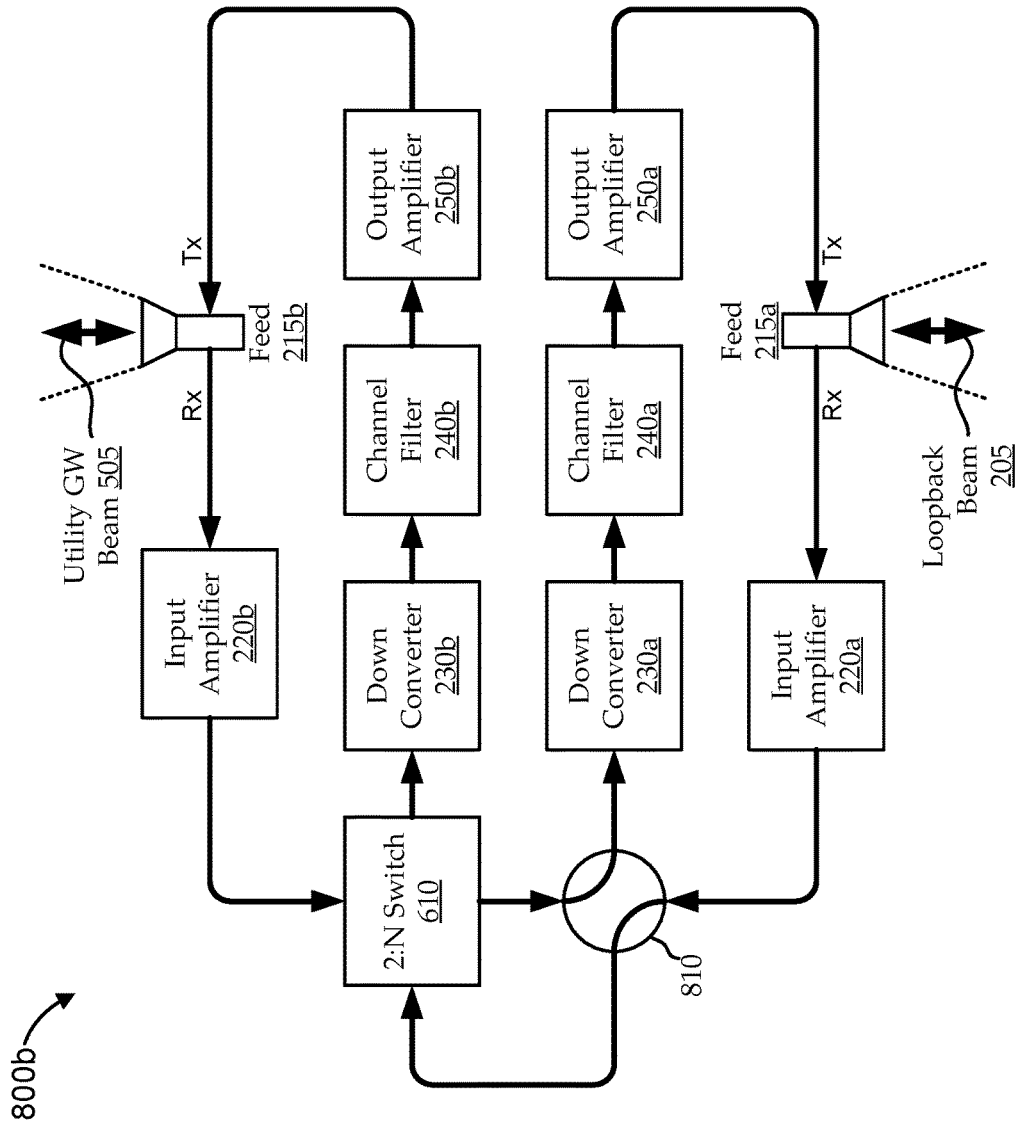 800b
Utility GW
Beam 505
Tx
Rx
Feed
215b
Input
Amplifier
220b
2:N Switch
610
Down
Converter
230b
Channel
Filter
240b
Output
Amplifier
250b
810
Down
Converter
230a
Channel
Filter
240a
Output
Amplifier
250a
Input
Amplifier
220a
Rx
Feed
215a
Tx
Loopback
Beam
205